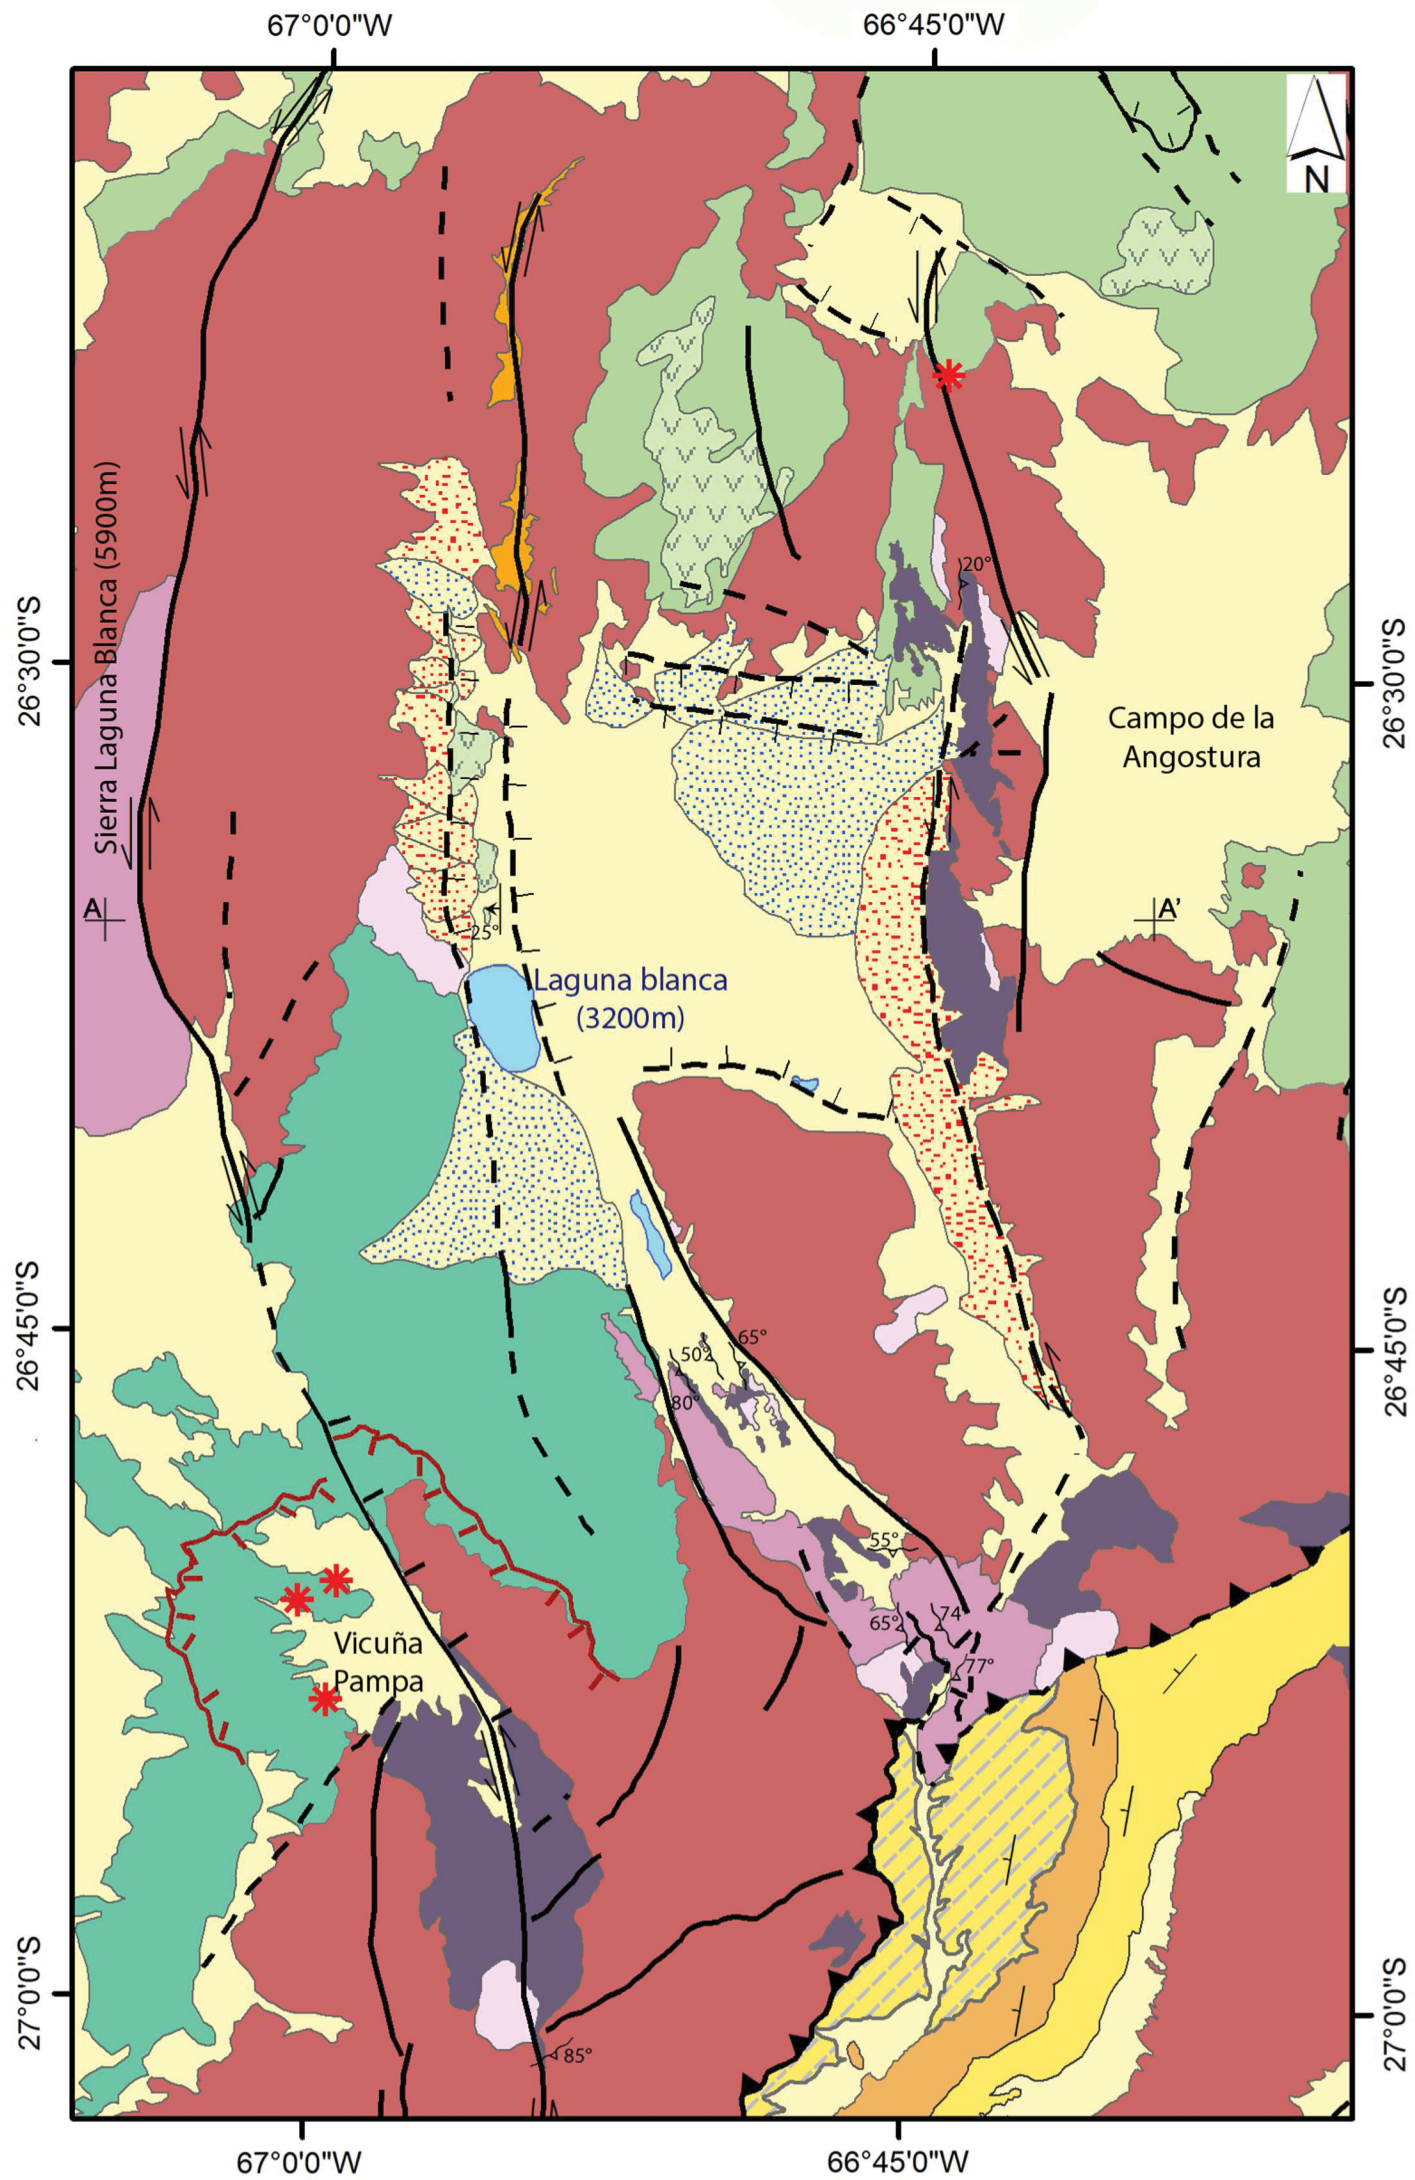 67°0'0"W
66°45'0"W
N
Sierra Laguna Blanca (5900m)
20°
26°30'0"S
26°30'0"S
Campo de la
Angostura
A
A'
25°
Laguna blanca
(3200m)
26°45'0"S
26°45'0"S
65°
50°
80°
55°
65°
74°
77°
Vicuña
Pampa
27°0'0"S
27°0'0"S
85°
67°0'0"W
66°45'0"W